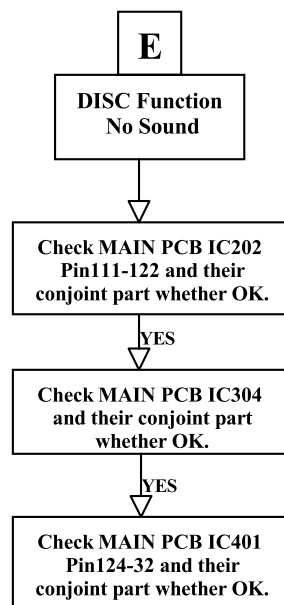 E
DISC Function
No Sound
Check MAIN PCB IC202
Pin111-122 and their
conjoint part whether OK.
YES
Check MAIN PCB IC304
and their conjoint part
whether OK.
YES
Check MAIN PCB IC401
Pin124-32 and their
conjoint part whether OK.